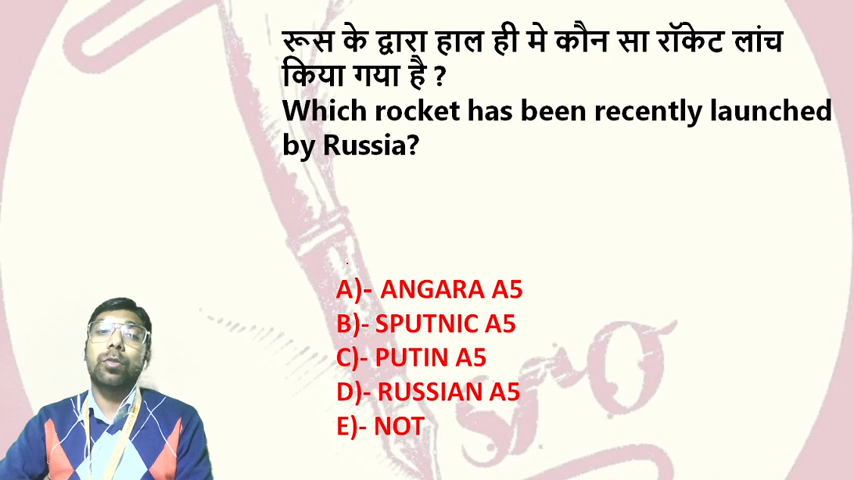 रूस के द्वारा हाल ही मे कौन सा रॉकेट लांच
किया गया है ?
Which rocket has been recently launched
by Russia?
A)- ANGARA A5
B)- SPUTNIC A5
C)- PUTIN A5
D)- RUSSIAN A5
E)- NOT